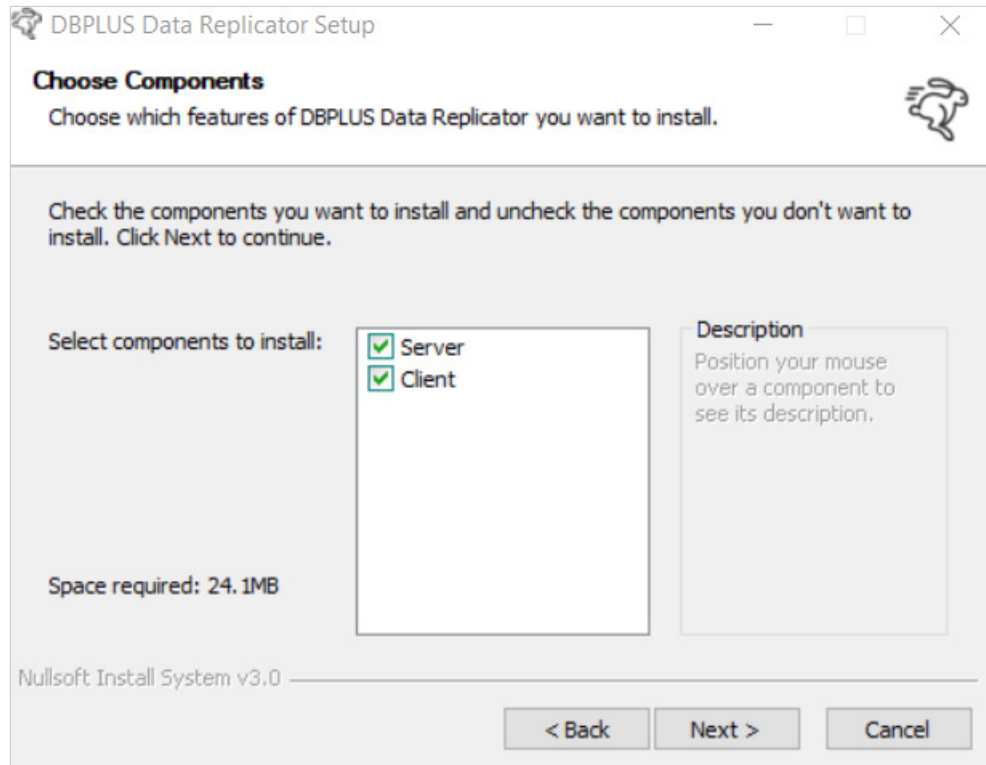 DBPLUS Data Replicator Setup
Choose Components
Choose which features of DBPLUS Data Replicator you want to install.
Check the components you want to install and uncheck the components you don't want to
install. Click Next to continue.
Select components to install:
Server
Client
Description
Position your mouse
over a component to
see its description.
Space required: 24.1MB
Nullsoft Install System v3.0
< Back
Next >
Cancel